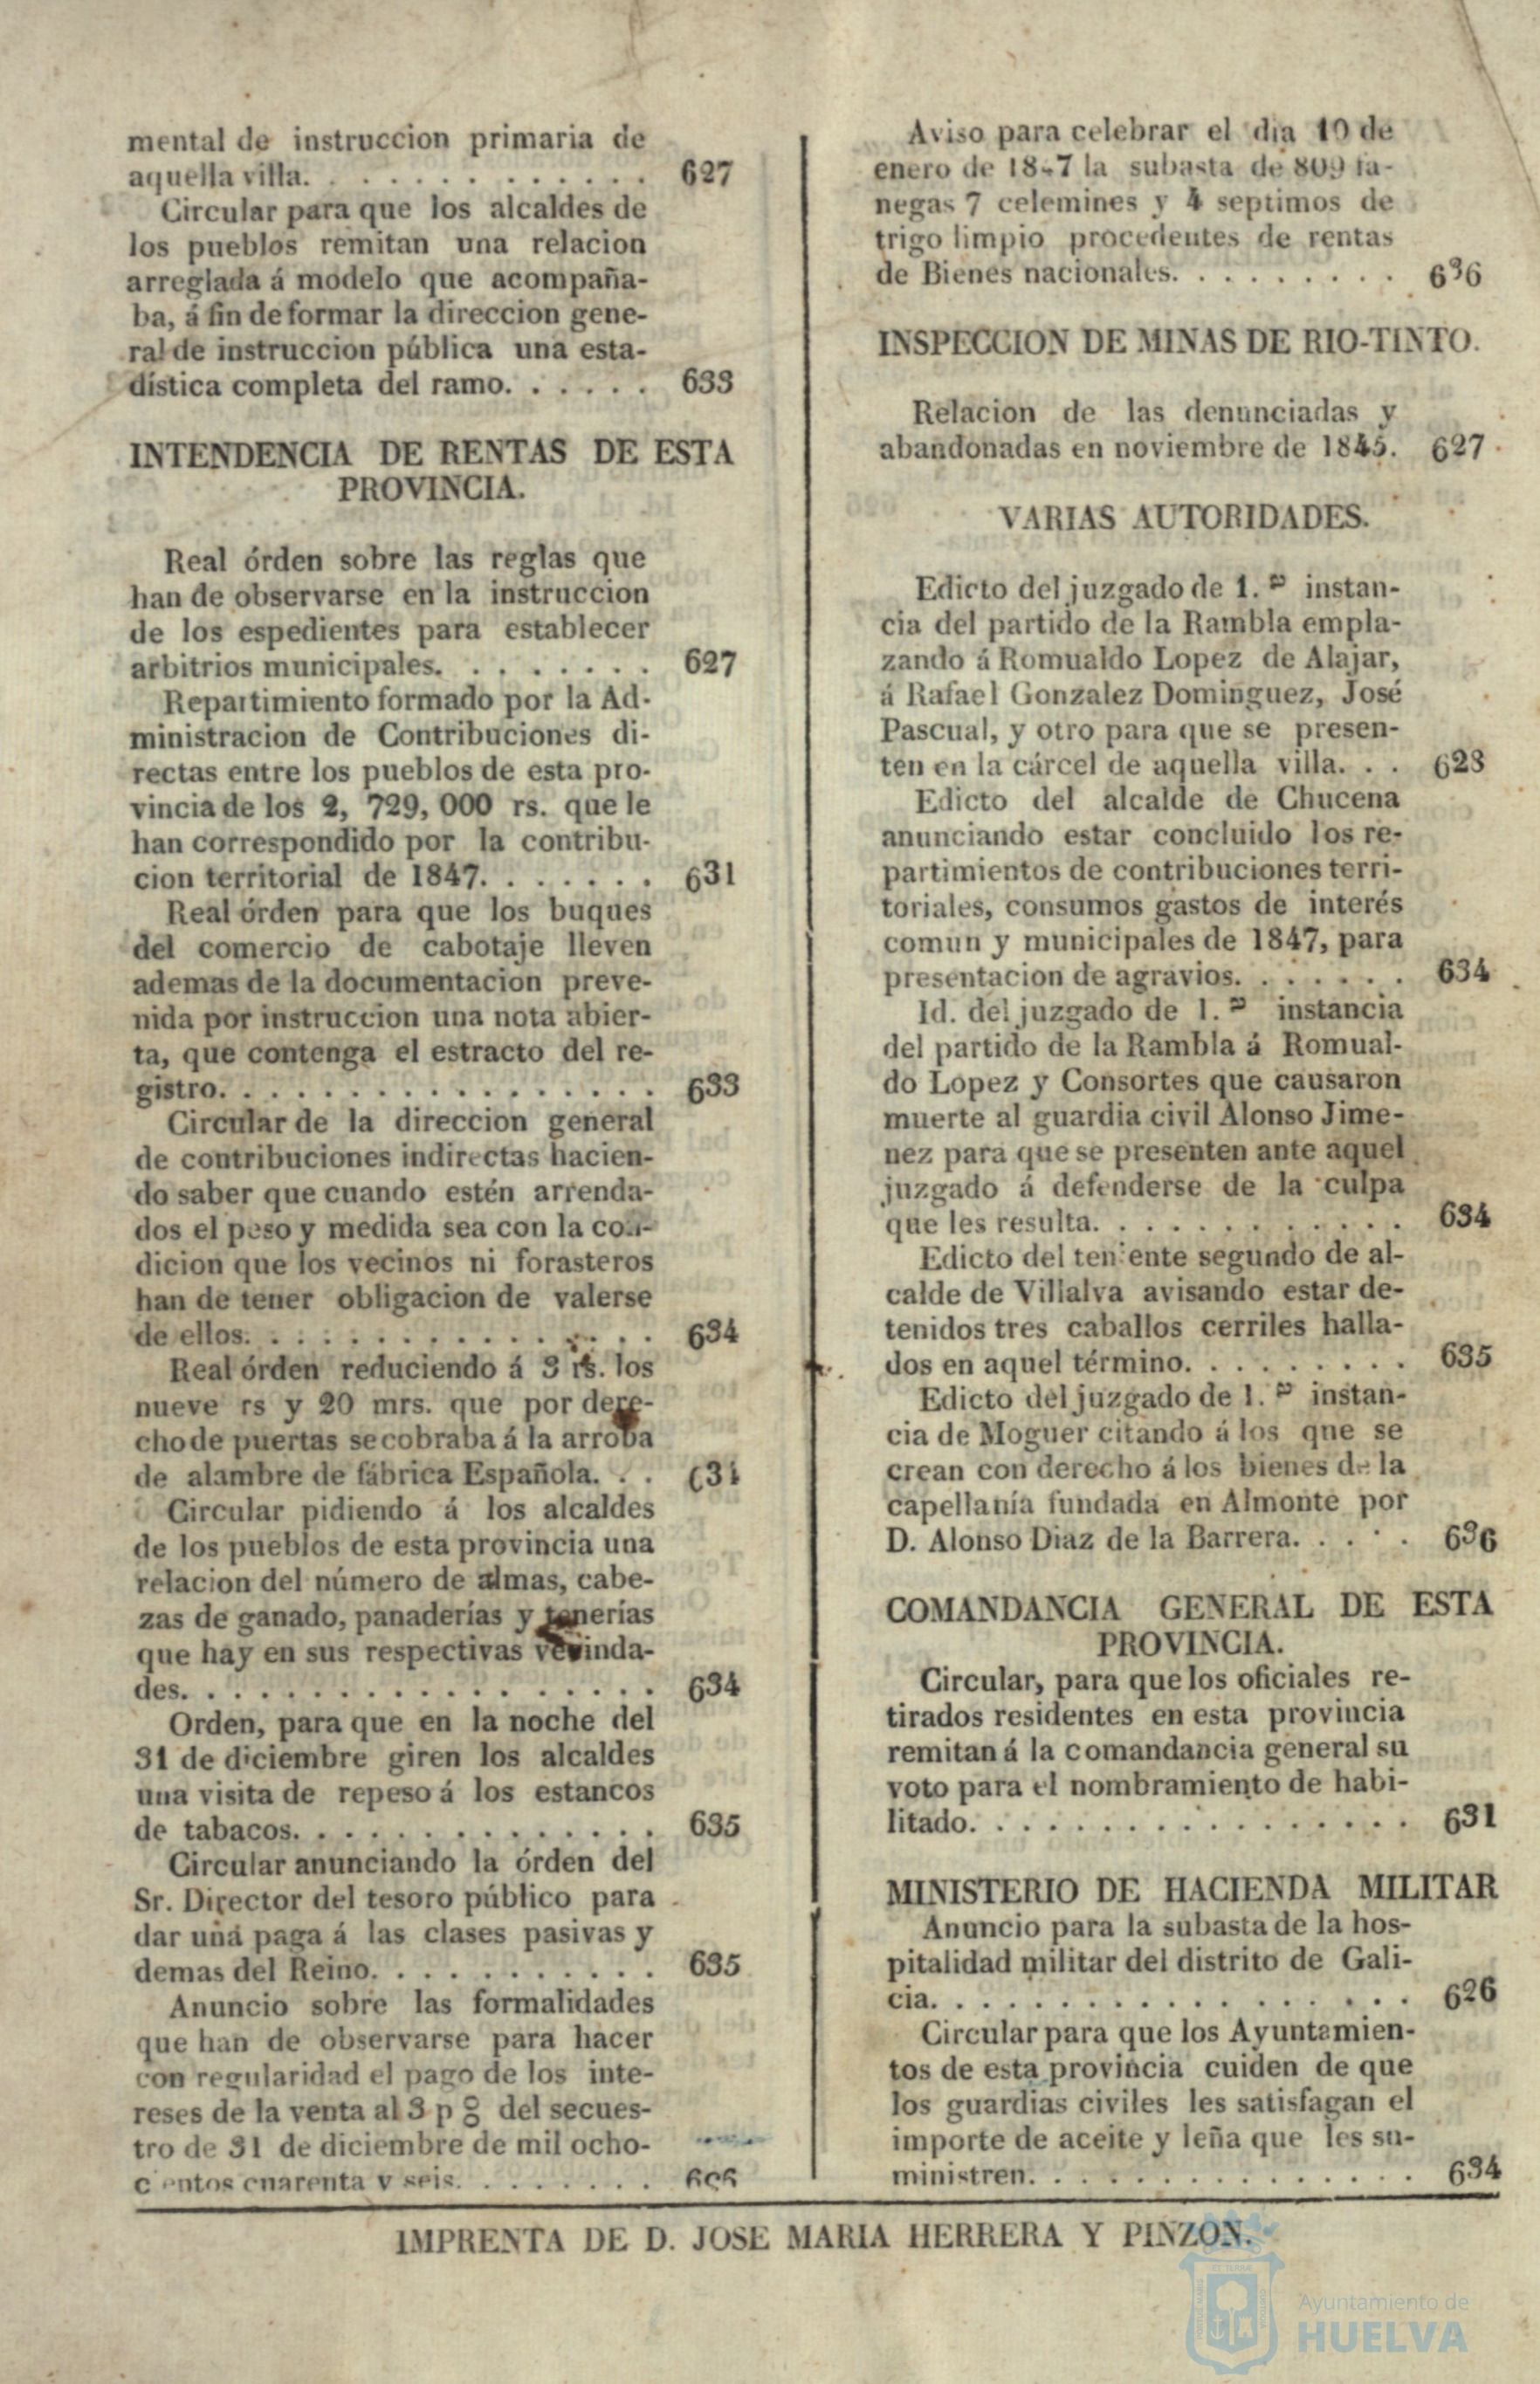 mental de instruccion primaria de
aquella villa. . . . . . . . . . . . . . 627
Circular para que los alcaldes de
los pueblos remitan una relacion
arreglada á modelo que acompaña-
ba, á fin de formar la direccion gene-
ral de instruccion pública una esta-
dística completa del ramo. . . . . . 633
INTENDENCIA DE RENTAS DE ESTA
PROVINCIA.
Real órden sobre las reglas que
han de observarse en la instruccion
de los espedientes para establecer
arbitrios municipales. . . . . . . . . 627
Repartimiento formado por la Ad-
ministracion de Contribuciones di-
rectas entre los pueblos de esta pro-
vincia de los 2, 729, 000 rs. que le
han correspondido por la contribu-
cion territorial de 1847. . . . . . . 631
Real órden para que los buques
del comercio de cabotaje lleven
ademas de la documentacion preve-
nida por instruccion una nota abier-
ta, que contenga el estracto del re-
gistro. . . . . . . . . . . . . . . . . 633
Circular de la direccion general
de contribuciones indirectas hacien-
do saber que cuando estén arrenda-
dos el peso y medida sea con la con-
dicion que los vecinos ni forasteros
han de tener obligacion de valerse
de ellos. . . . . . . . . . . . . . . . 634
Real órden reduciendo á 3 rs. los
nueve rs y 20 mrs. que por dere-
cho de puertas se cobraba á la arroba
de alambre de fábrica Española. . . 634
Circular pidiendo á los alcaldes
de los pueblos de esta provincia una
relacion del número de almas, cabe-
zas de ganado, panaderías y tenerías
que hay en sus respectivas vecinda-
des. . . . . . . . . . . . . . . . . . . 634
Orden, para que en la noche del
31 de diciembre giren los alcaldes
una visita de repeso á los estancos
de tabacos. . . . . . . . . . . . . . . 635
Circular anunciando la órden del
Sr. Director del tesoro público para
dar una paga á las clases pasivas y
demas del Reino. . . . . . . . . . . . 635
Anuncio sobre las formalidades
que han de observarse para hacer
con regularidad el pago de los inte-
reses de la venta al 3 p 8 del secues-
tro de 31 de diciembre de mil ocho-
cientos cuarenta y seis. . . . . . . .
Aviso para celebrar el dia 10 de
enero de 1847 la subasta de 809 fa-
negas 7 celemines y 4 septimos de
trigo limpio procedentes de rentas
de Bienes nacionales. . . . . . . . . 636
INSPECCION DE MINAS DE RIO-TINTO.
Relacion de las denunciadas y
abandonadas en noviembre de 1845. 627
VARIAS AUTORIDADES.
Edicto del juzgado de 1.ª instan-
cia del partido de la Rambla empla-
zando á Romualdo Lopez de Alajar,
á Rafael Gonzalez Dominguez, José
Pascual, y otro para que se presen-
ten en la cárcel de aquella villa. . . 628
Edicto del alcalde de Chucena
anunciando estar concluido los re-
partimientos de contribuciones terri-
toriales, consumos gastos de interés
comun y municipales de 1847, para
presentacion de agravios. . . . . . . 634
Id. del juzgado de 1.ª instancia
del partido de la Rambla á Romual-
do Lopez y Consortes que causaron
muerte al guardia civil Alonso Jime-
nez para que se presenten ante aquel
juzgado á defenderse de la culpa
que les resulta. . . . . . . . . . . . 634
Edicto del teniente segundo de al-
calde de Villalva avisando estar de-
tenidos tres caballos cerriles halla-
dos en aquel término. . . . . . . . . 635
Edicto del juzgado de 1.ª instan-
cia de Moguer citando á los que se
crean con derecho á los bienes de la
capellanía fundada en Almonte por
D. Alonso Diaz de la Barrera. . . . . 636
COMANDANCIA GENERAL DE ESTA
PROVINCIA.
Circular, para que los oficiales re-
tirados residentes en esta provincia
remitan á la comandancia general su
voto para el nombramiento de habi-
litado. . . . . . . . . . . . . . . . . 631
MINISTERIO DE HACIENDA MILITAR
Anuncio para la subasta de la hos-
pitalidad militar del distrito de Gali-
cia. . . . . . . . . . . . . . . . . . . 626
Circular para que los Ayuntamien-
tos de esta provincia cuiden de que
los guardias civiles les satisfagan el
importe de aceite y leña que les su-
ministren. . . . . . . . . . . . . . . . 634
IMPRENTA DE D. JOSE MARIA HERRERA Y PINZON.
Ayuntamiento de
HUELVA